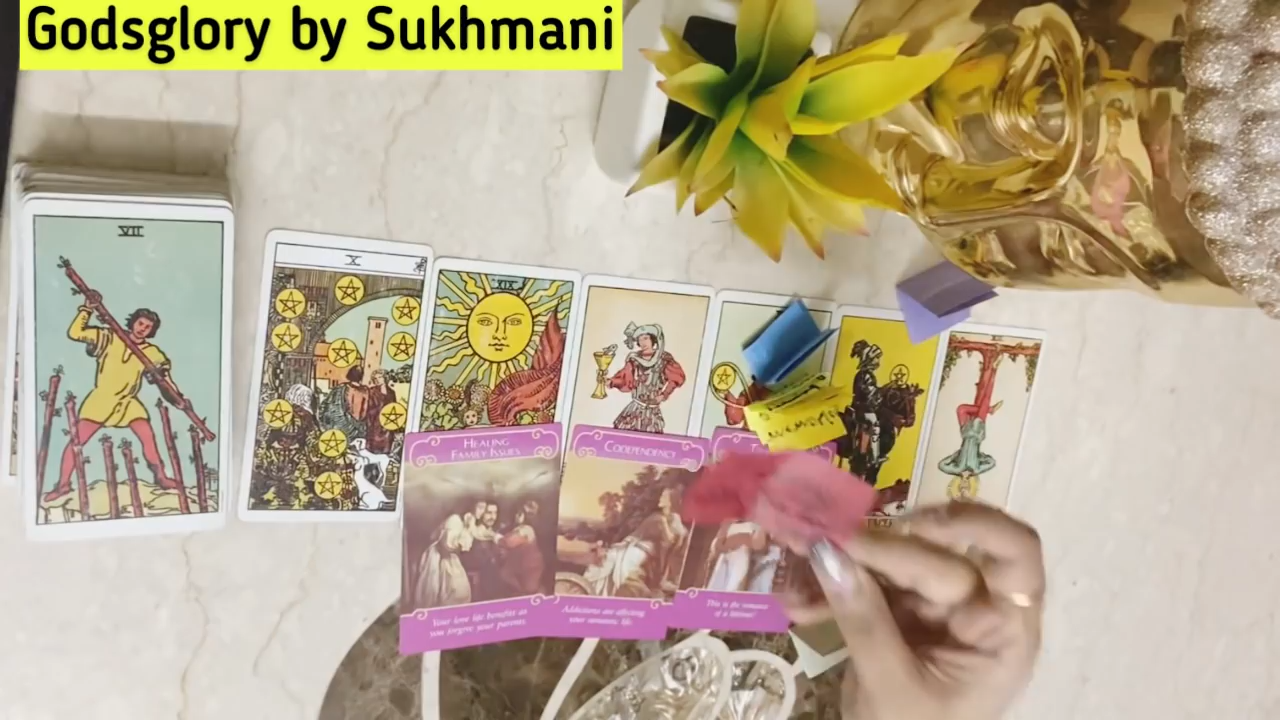 Godsglory by Sukhmani
VII
X
XIX
HEALING
FAMILY ISSUES
CODEPENDENCY
Your love life benefits as
you forgive your parents.
Addictions are affecting
your romantic life.
This is the romance
of a lifetime!